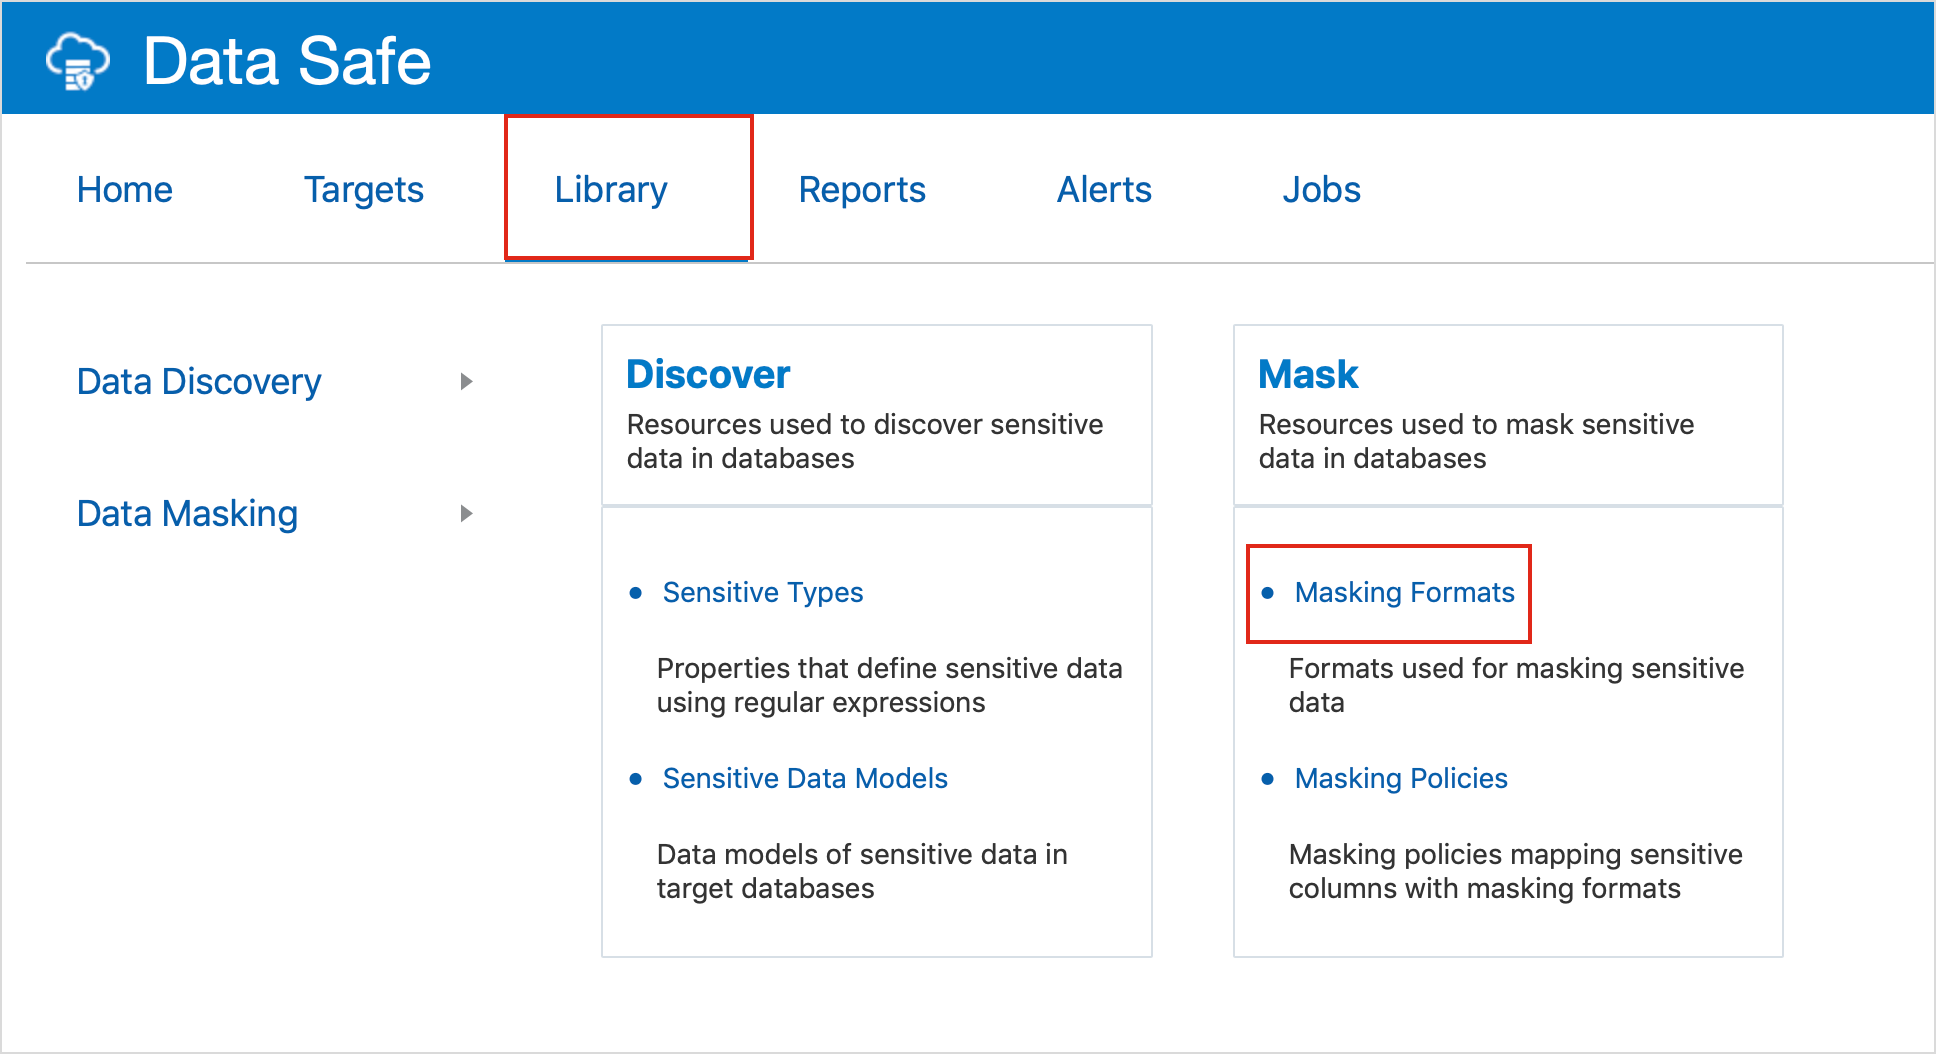 Data Safe
Home Targets Library Reports Alerts Jobs
Data Discovery
Data Masking
Discover
Resources used to discover sensitive
data in databases
Sensitive Types
Properties that define sensitive data
using regular expressions
Sensitive Data Models
Data models of sensitive data in
target databases
Mask
Resources used to mask sensitive
data in databases
Masking Formats
Formats used for masking sensitive
data
Masking Policies
Masking policies mapping sensitive
columns with masking formats